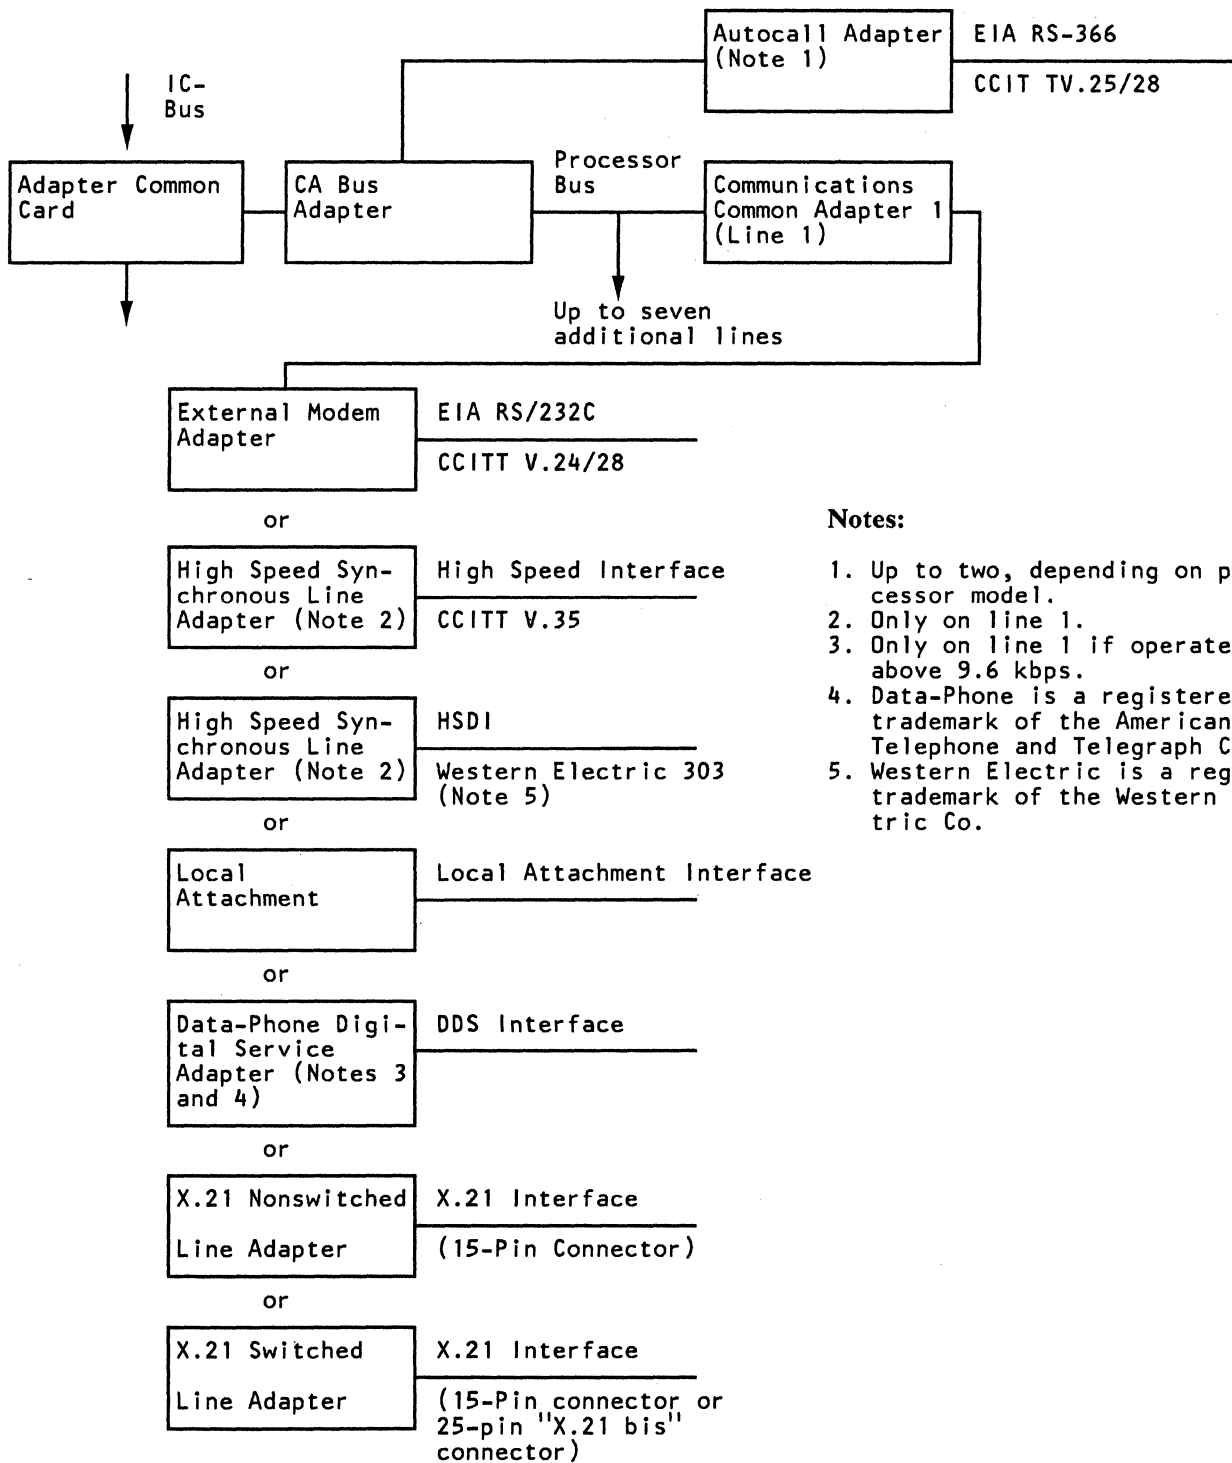 Autocall Adapter
(Note 1)
EIA RS-366
CCIT TV.25/28
IC-
Bus
Adapter Common
Card
CA Bus
Adapter
Processor
Bus
Communications
Common Adapter 1
(Line 1)
Up to seven
additional lines
External Modem
Adapter
EIA RS/232C
CCITT V.24/28
or
High Speed Syn-
chronous Line
Adapter (Note 2)
High Speed Interface
CCITT V.35
or
High Speed Syn-
chronous Line
Adapter (Note 2)
HSDI
Western Electric 303
(Note 5)
or
Local
Attachment
Local Attachment Interface
or
Data-Phone Digi-
tal Service
Adapter (Notes 3
and 4)
DDS Interface
or
X.21 Nonswitched
Line Adapter
X.21 Interface
(15-Pin Connector)
or
X.21 Switched
Line Adapter
X.21 Interface
(15-Pin connector or
25-pin "X.21 bis"
connector)
Notes:
1. Up to two, depending on p
cessor model.
2. Only on line 1.
3. Only on line 1 if operate
above 9.6 kbps.
4. Data-Phone is a registere
trademark of the American
Telephone and Telegraph C
5. Western Electric is a reg
trademark of the Western
tric Co.